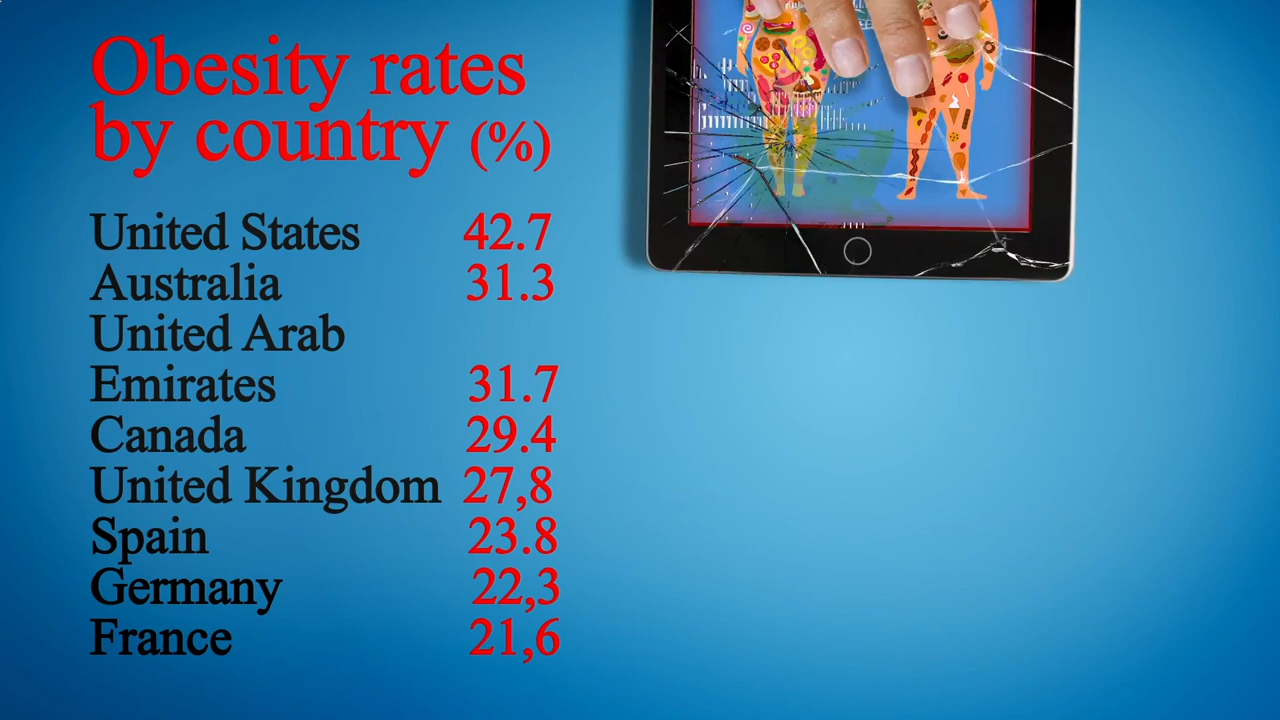 Obesity rates
by country (%)
United States 42.7
Australia 31.3
United Arab
Emirates 31.7
Canada 29.4
United Kingdom 27,8
Spain 23.8
Germany 22,3
France 21,6